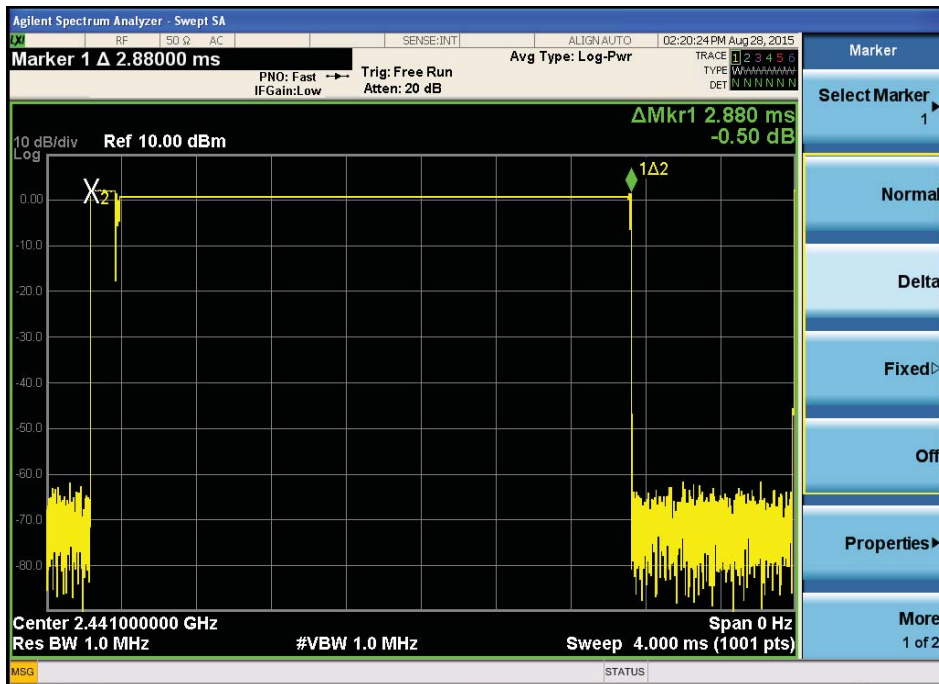 Agilent Spectrum Analyzer - Swept SA
LXI RF 50 Ω AC SENSE:INT ALIGN AUTO 02:20:24 PM Aug 28, 2015
Marker 1 Δ 2.88000 ms
PNO: Fast
IFGain:Low
Trig: Free Run
Atten: 20 dB
Avg Type: Log-Pwr
TRACE 1 2 3 4 5 6
TYPE WWWWWW
DET N N N N N N
ΔMkr1 2.880 ms
-0.50 dB
10 dB/div Ref 10.00 dBm
Log
1Δ2
X2
0.00
-10.0
-20.0
-30.0
-40.0
-50.0
-60.0
-70.0
-80.0
Center 2.441000000 GHz Span 0 Hz
Res BW 1.0 MHz #VBW 1.0 MHz Sweep 4.000 ms (1001 pts)
MSG STATUS
Marker
Select Marker
1
Normal
Delta
Fixed
Off
Properties
More
1 of 2